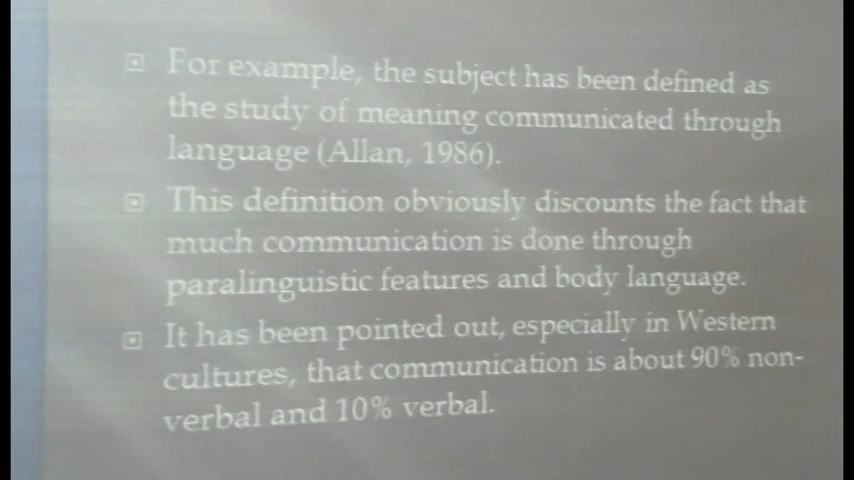 For example, the subject has been defined as
the study of meaning communicated through
language (Allan, 1986).
This definition obviously discounts the fact that
much communication is done through
paralinguistic features and body language.
It has been pointed out, especially in Western
cultures, that communication is about 90% non-
verbal and 10% verbal.